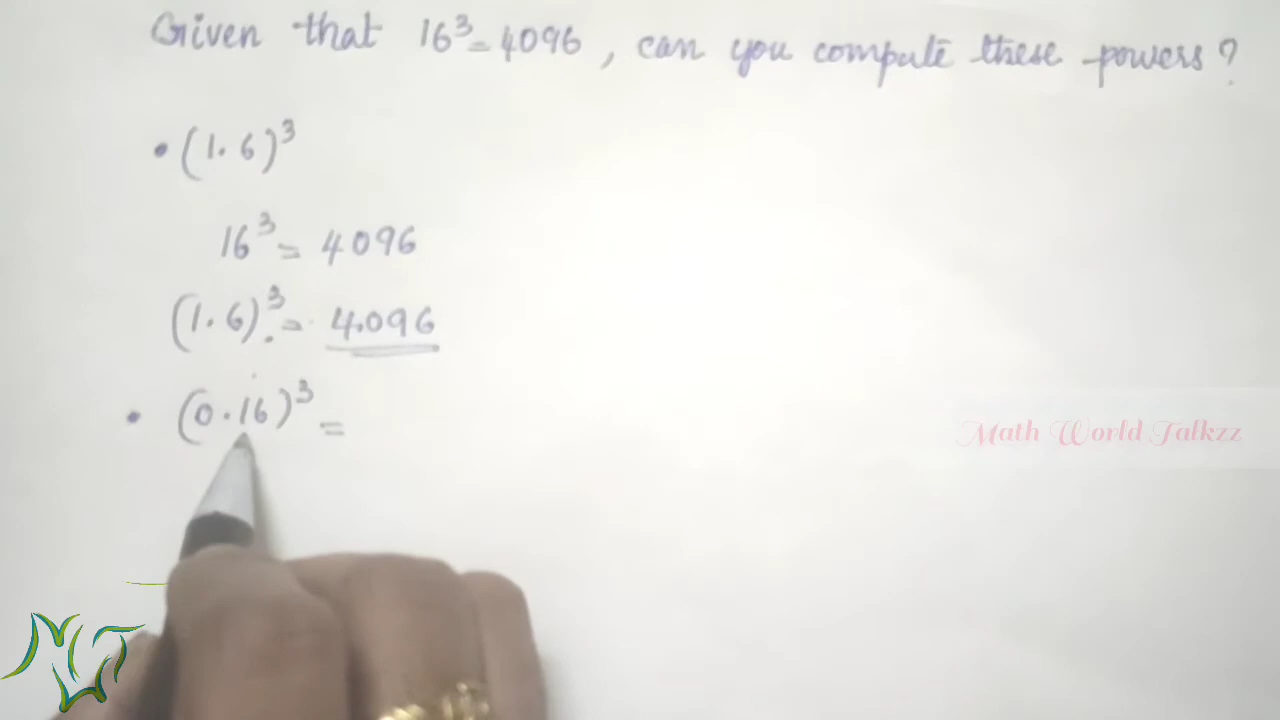 Given that 16³ = 4096, can you compute these powers?
• (1.6)³
16³ = 4096
(1.6)³ = 4.096
• (0.16)³ =
Math World Talkzz
MWT